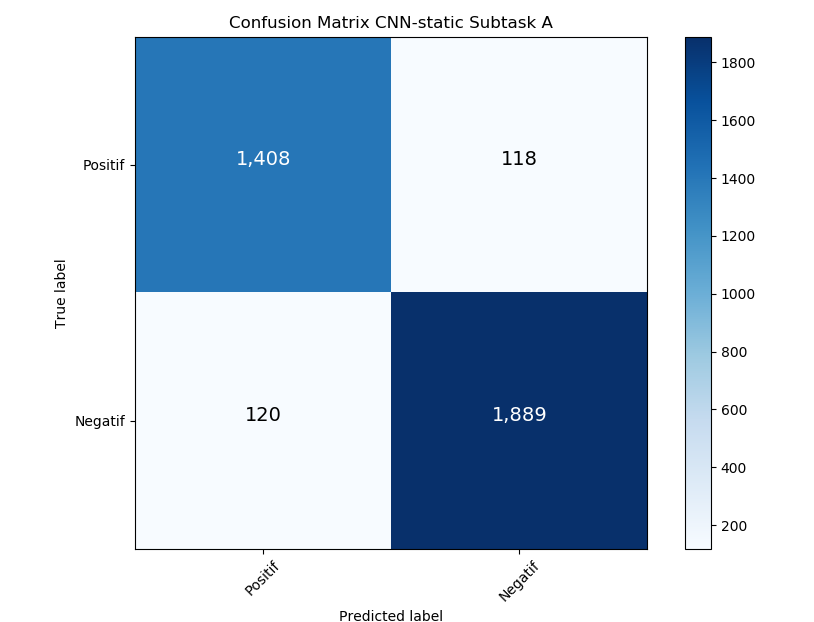 Confusion Matrix CNN-static Subtask A
True label
Positif
1,408
118
Negatif
120
1,889
Positif
Negatif
Predicted label
1800
1600
1400
1200
1000
800
600
400
200